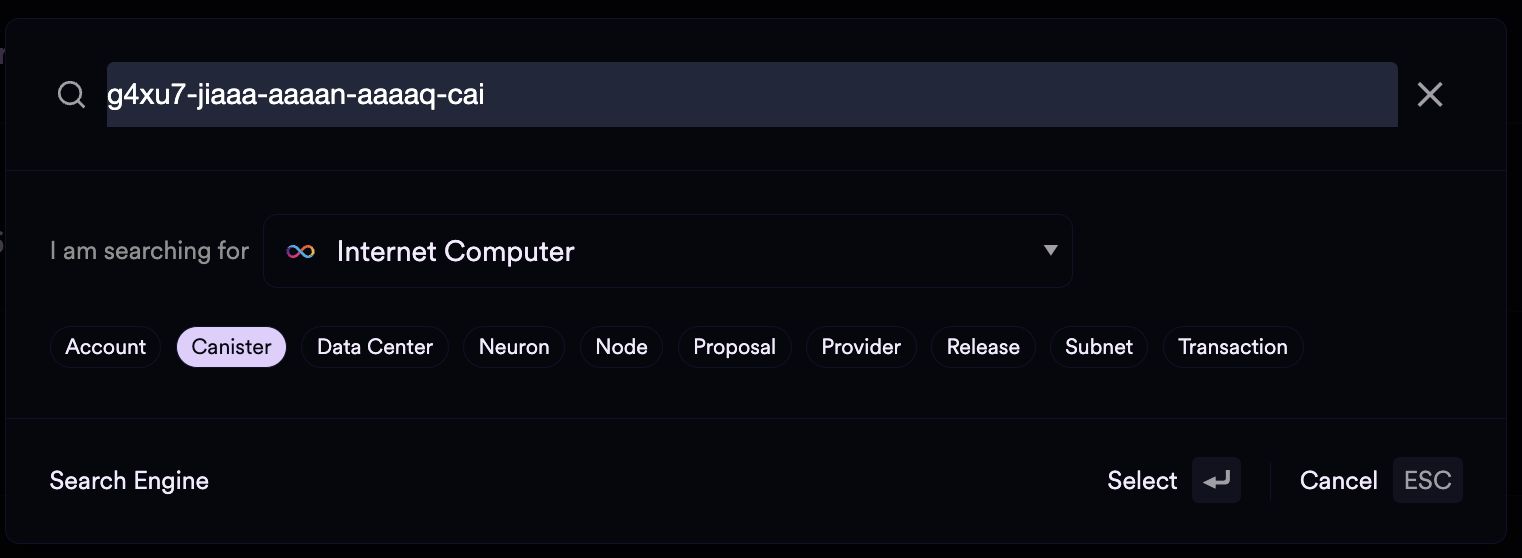 g4xu7-jiaaa-aaaan-aaaaq-cai
I am searching for Internet Computer
Account Canister Data Center Neuron Node Proposal Provider Release Subnet Transaction
Search Engine Select Cancel ESC